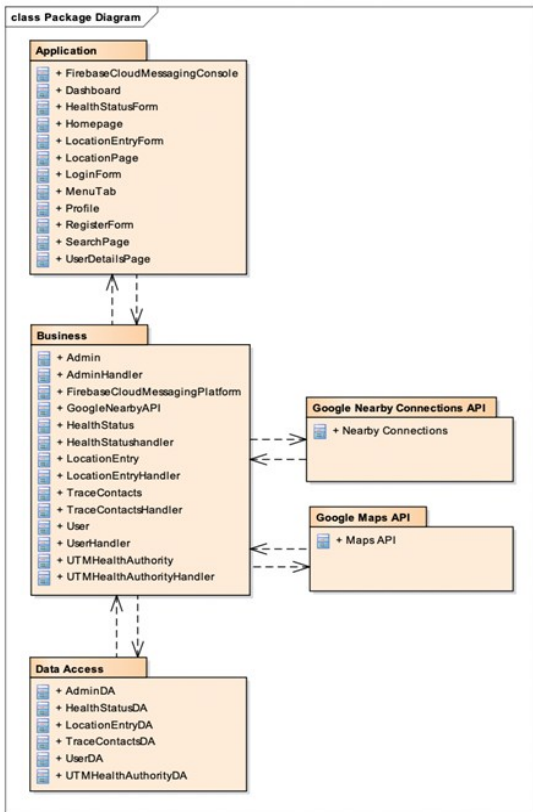 class Package Diagram
Application
+ FirebaseCloudMessagingConsole
+ Dashboard
+ HealthStatusForm
+ Homepage
+ LocationEntryForm
+ LocationPage
+ LoginForm
+ MenuTab
+ Profile
+ RegisterForm
+ SearchPage
+ UserDetailsPage
Business
+ Admin
+ AdminHandler
+ FirebaseCloudMessagingPlatform
+ GoogleNearbyAPI
+ HealthStatus
+ HealthStatushandler
+ LocationEntry
+ LocationEntryHandler
+ TraceContacts
+ TraceContactsHandler
+ User
+ UserHandler
+ UTMHealthAuthority
+ UTMHealthAuthorityHandler
Google Nearby Connections API
+ Nearby Connections
Google Maps API
+ Maps API
Data Access
+ AdminDA
+ HealthStatusDA
+ LocationEntryDA
+ TraceContactsDA
+ UserDA
+ UTMHealthAuthorityDA